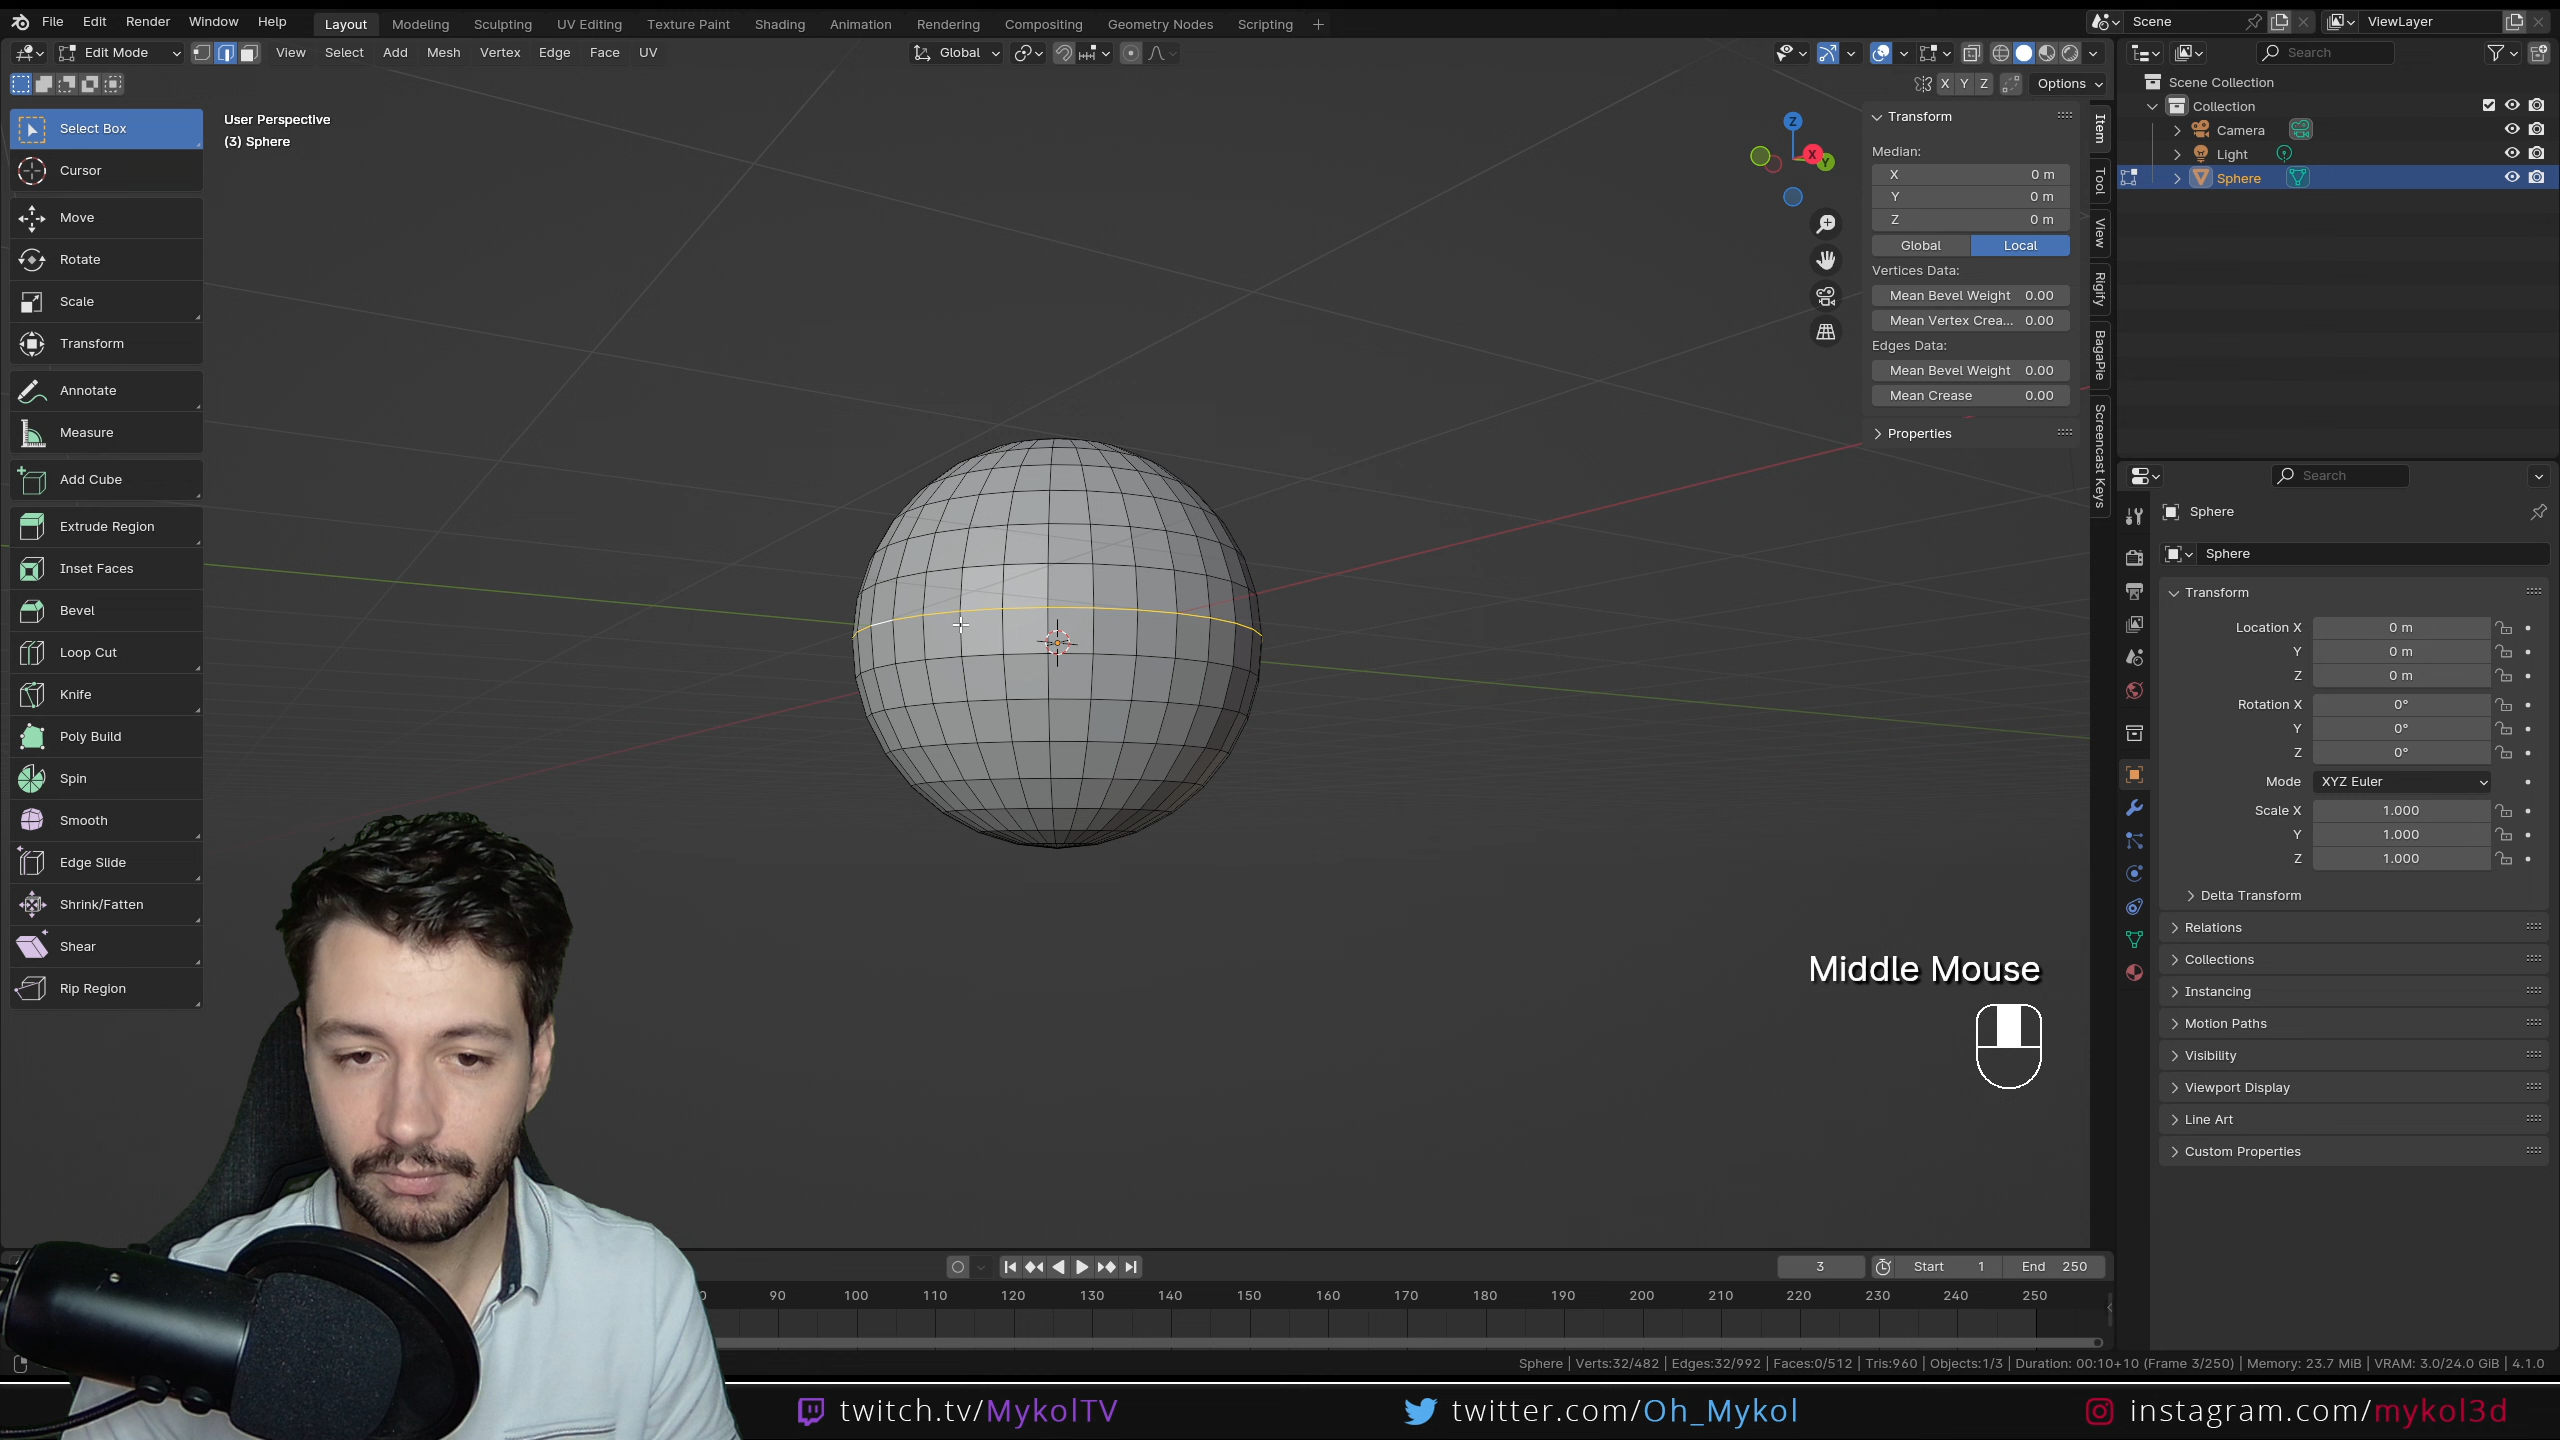 File Edit Render Window Help Layout Modeling Sculpting UV Editing Texture Paint Shading Animation Rendering Compositing Geometry Nodes Scripting + Scene ViewLayer
Edit Mode View Select Add Mesh Vertex Edge Face UV Global Search
X Y Z Options
Select Box
Cursor
Move
Rotate
Scale
Transform
Annotate
Measure
Add Cube
Extrude Region
Inset Faces
Bevel
Loop Cut
Knife
Poly Build
Spin
Smooth
Edge Slide
Shrink/Fatten
Shear
Rip Region
User Perspective
(3) Sphere
Z
X
Y
Transform
Median:
X 0 m
Y 0 m
Z 0 m
Global Local
Vertices Data:
Mean Bevel Weight 0.00
Mean Vertex Crea... 0.00
Edges Data:
Mean Bevel Weight 0.00
Mean Crease 0.00
Properties
Item
Tool
View
Rigify
BagaPie
Screencast Keys
Scene Collection
Collection
Camera
Light
Sphere
Search
Sphere
Sphere
Transform
Location X 0 m
Y 0 m
Z 0 m
Rotation X 0°
Y 0°
Z 0°
Mode XYZ Euler
Scale X 1.000
Y 1.000
Z 1.000
Delta Transform
Relations
Collections
Instancing
Motion Paths
Visibility
Viewport Display
Line Art
Custom Properties
Middle Mouse
3 Start 1 End 250
90 100 110 120 130 140 150 160 170 180 190 200 210 220 230 240 250
Sphere | Verts:32/482 | Edges:32/992 | Faces:0/512 | Tris:960 | Objects:1/3 | Duration: 00:10+10 (Frame 3/250) | Memory: 23.7 MiB | VRAM: 3.0/24.0 GiB | 4.1.0
twitch.tv/MykolTV twitter.com/Oh_Mykol instagram.com/mykol3d